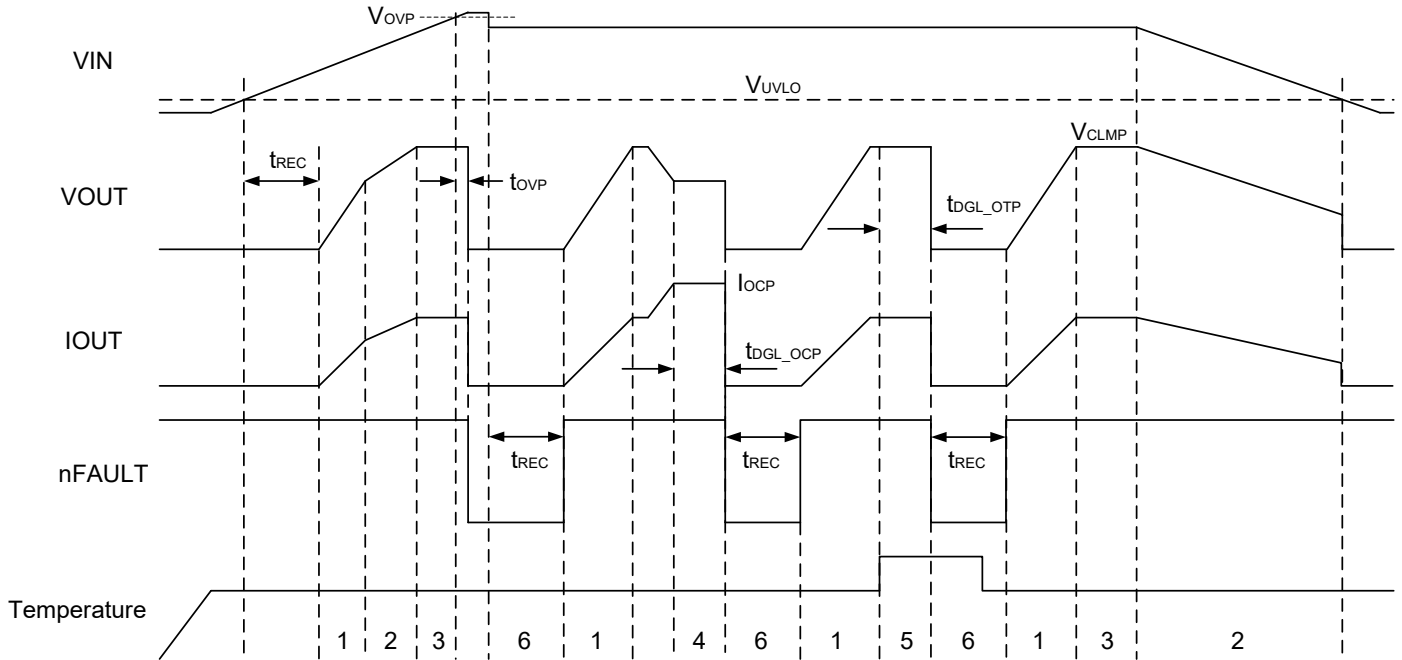 VOVP
VIN
VUVLO
VCLMP
tREC
tOVP
VOUT
tDGL_OTP
IOCP
IOUT
tDGL_OCP
tREC
tREC
tREC
nFAULT
Temperature
1 2 3 6 1 4 6 1 5 6 1 3 2